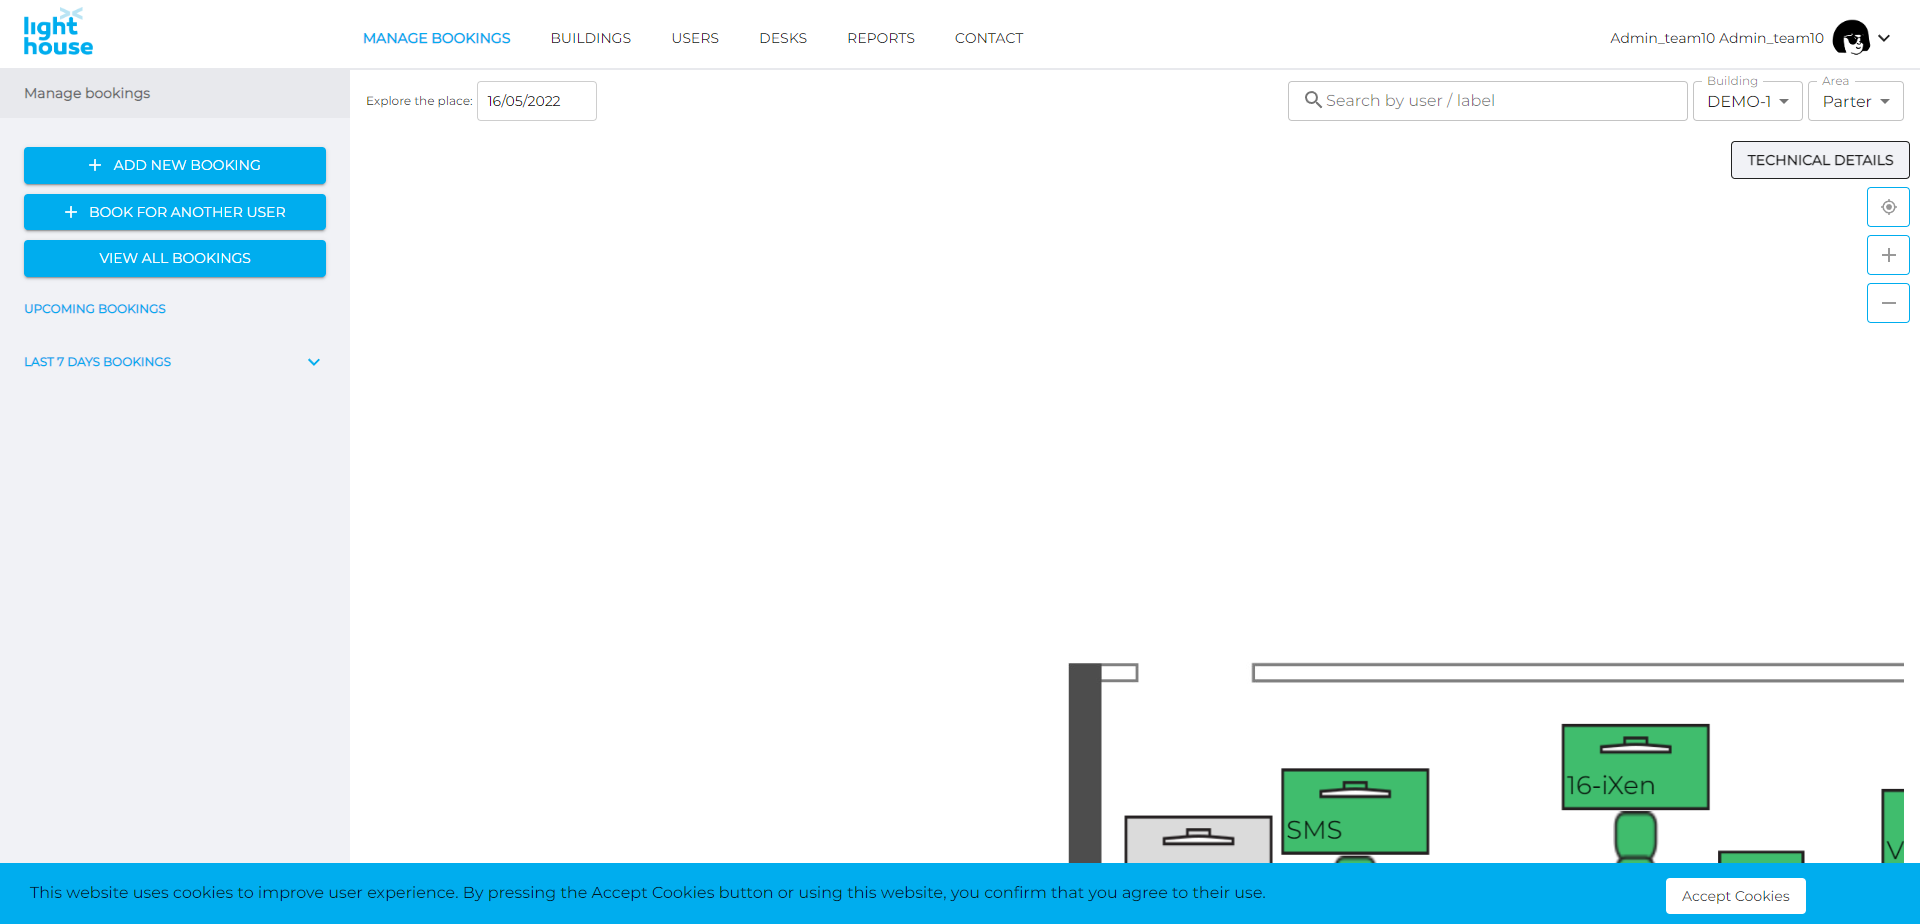 light
house
MANAGE BOOKINGS
BUILDINGS
USERS
DESKS
REPORTS
CONTACT
Admin_team10 Admin_team10
Manage bookings
ADD NEW BOOKING
BOOK FOR ANOTHER USER
VIEW ALL BOOKINGS
UPCOMING BOOKINGS
LAST 7 DAYS BOOKINGS
Explore the place:
16/05/2022
Search by user / label
Building
DEMO-1
Area
Parter
TECHNICAL DETAILS
16-iXen
SMS
V
This website uses cookies to improve user experience. By pressing the Accept Cookies button or using this website, you confirm that you agree to their use.
Accept Cookies